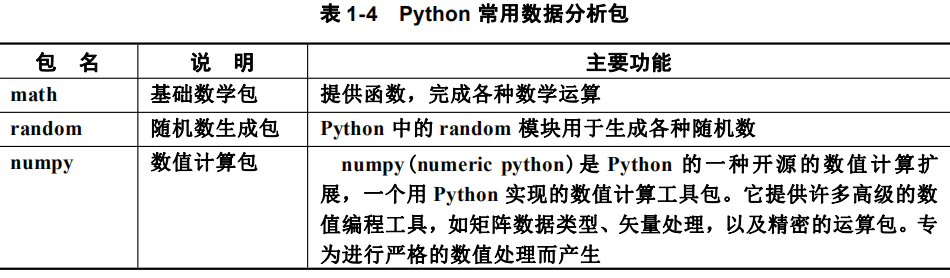 表 1-4 Python 常用数据分析包
包 名 说 明 主要功能
math 基础数学包 提供函数，完成各种数学运算
random 随机数生成包 Python 中的 random 模块用于生成各种随机数
numpy 数值计算包 numpy(numeric python)是 Python 的一种开源的数值计算扩
展，一个用 Python 实现的数值计算工具包。它提供许多高级的数
值编程工具，如矩阵数据类型、矢量处理，以及精密的运算包。专
为进行严格的数值处理而产生